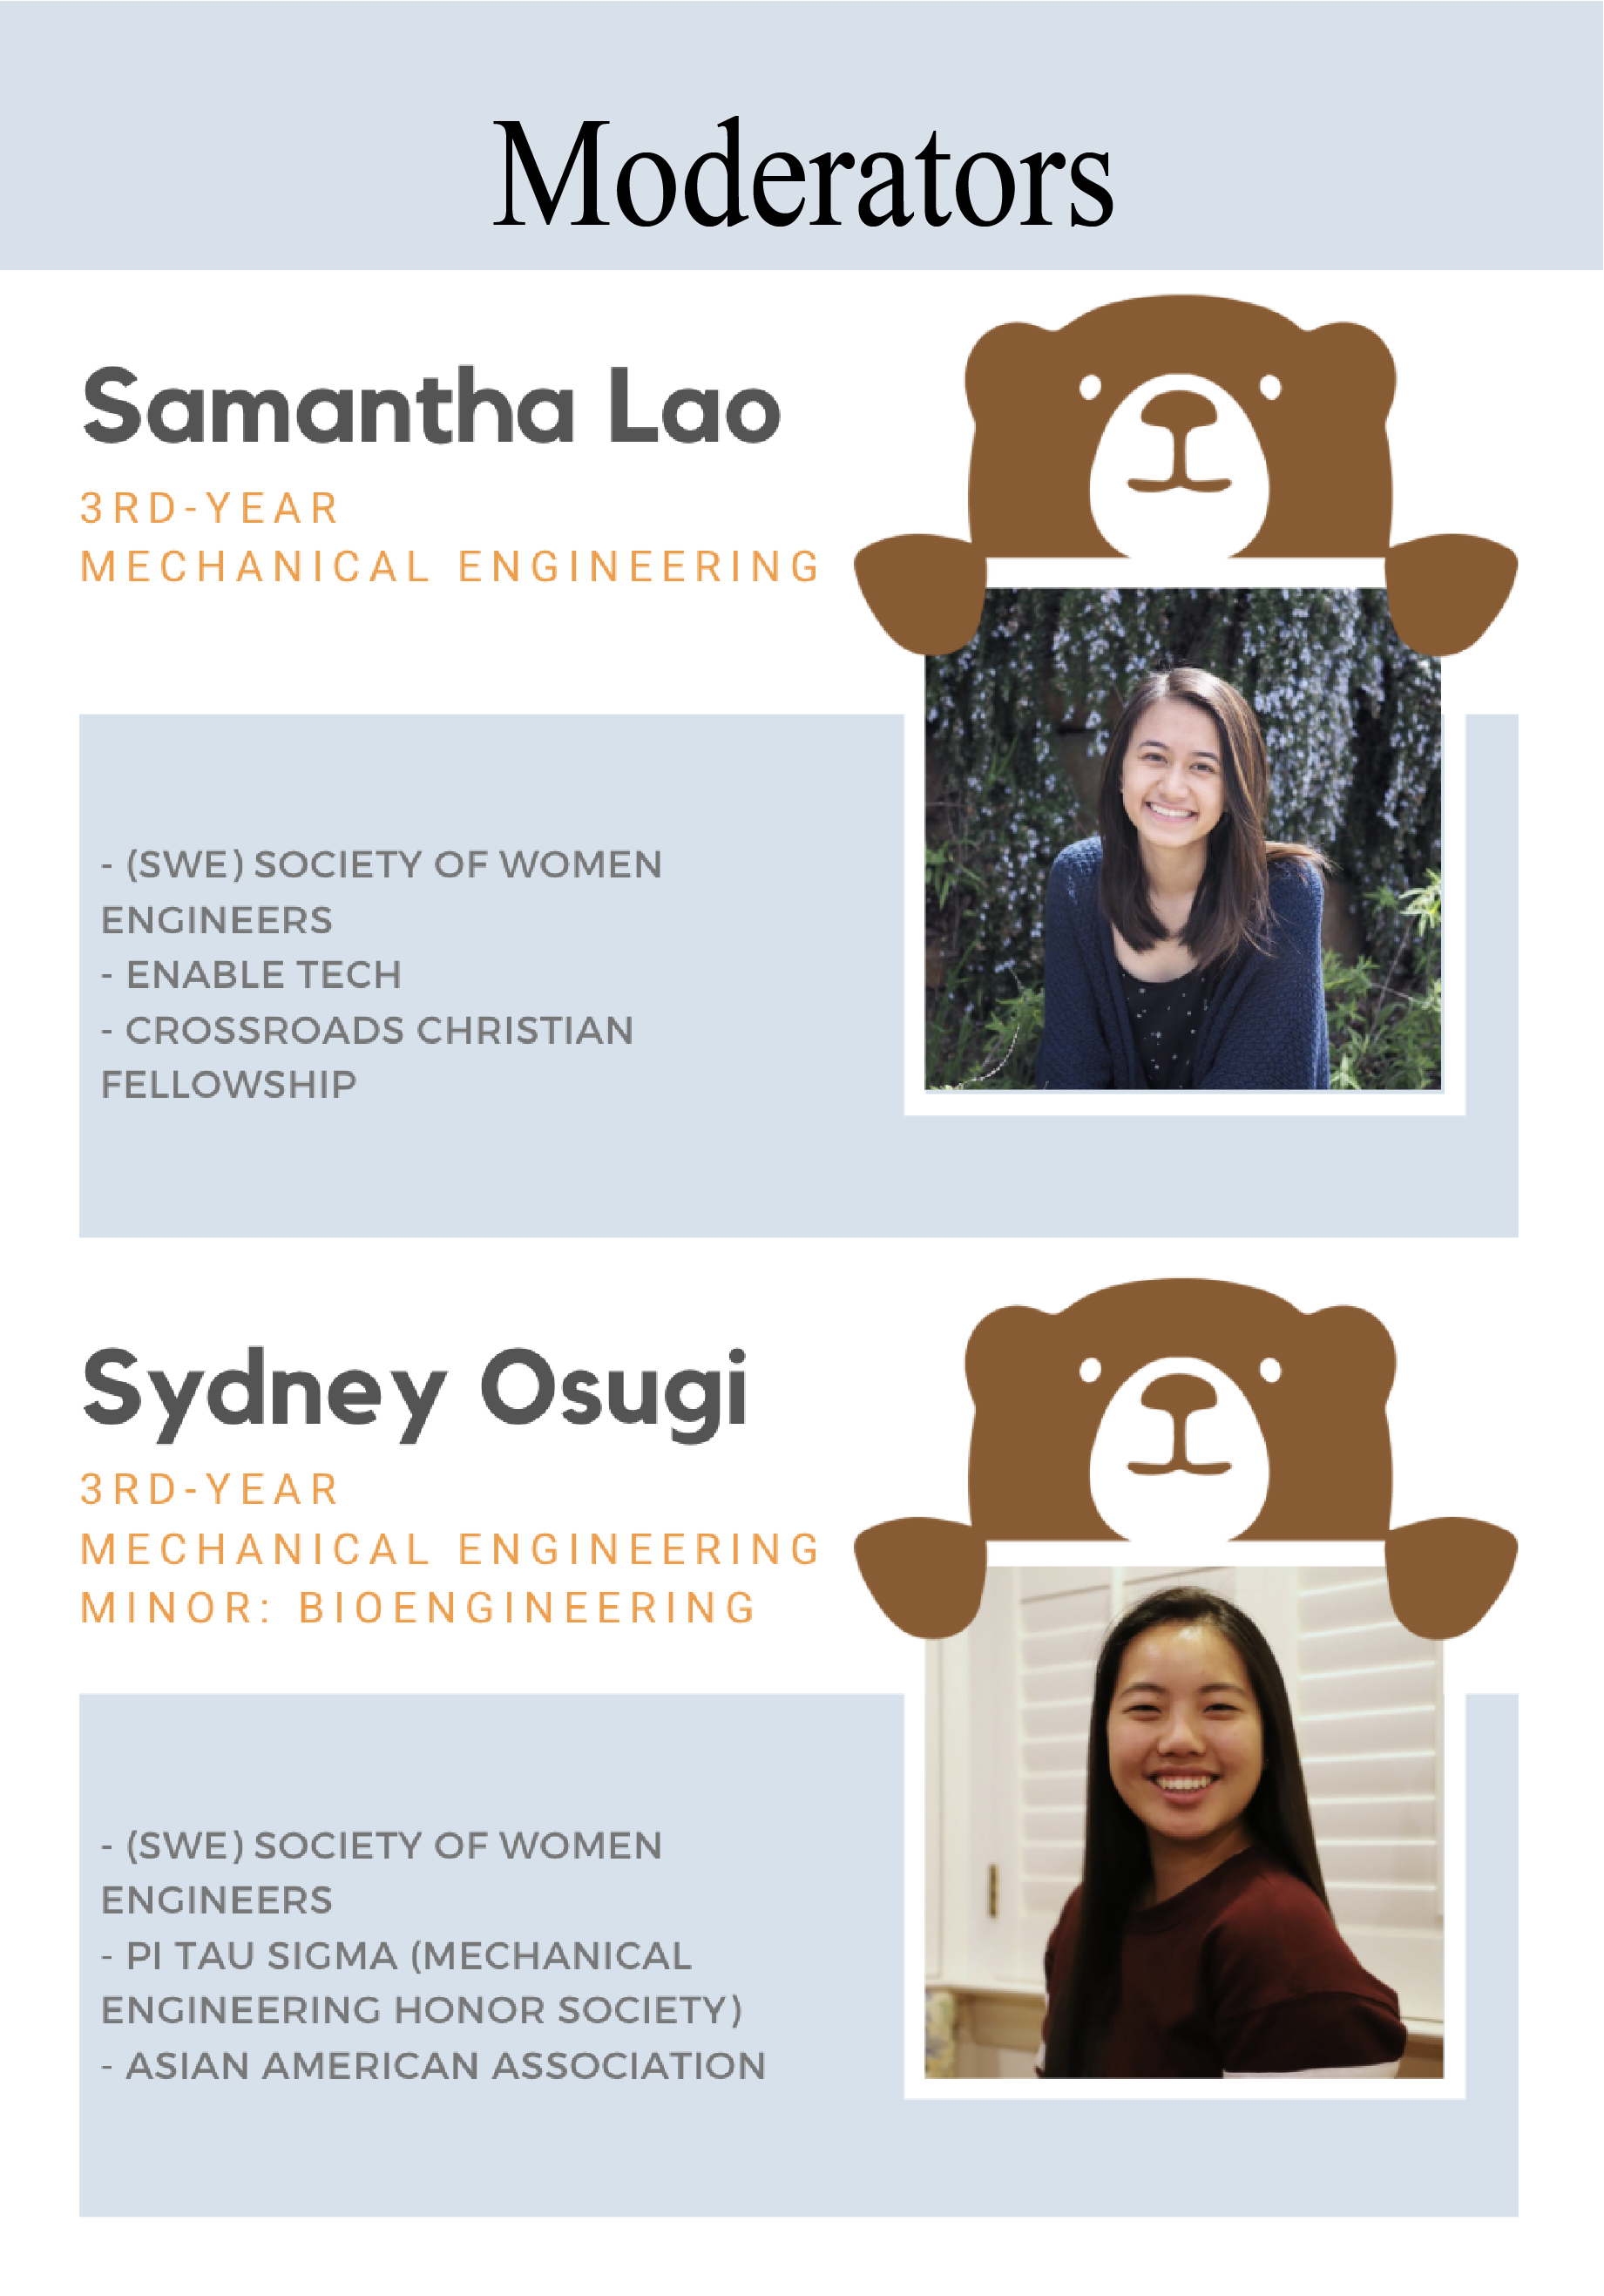 Moderators
Samantha Lao
3RD-YEAR
MECHANICAL ENGINEERING
- (SWE) SOCIETY OF WOMEN
ENGINEERS
- ENABLE TECH
- CROSSROADS CHRISTIAN
FELLOWSHIP
Sydney Osugi
3RD-YEAR
MECHANICAL ENGINEERING
MINOR: BIOENGINEERING
- (SWE) SOCIETY OF WOMEN
ENGINEERS
- PI TAU SIGMA (MECHANICAL
ENGINEERING HONOR SOCIETY)
- ASIAN AMERICAN ASSOCIATION